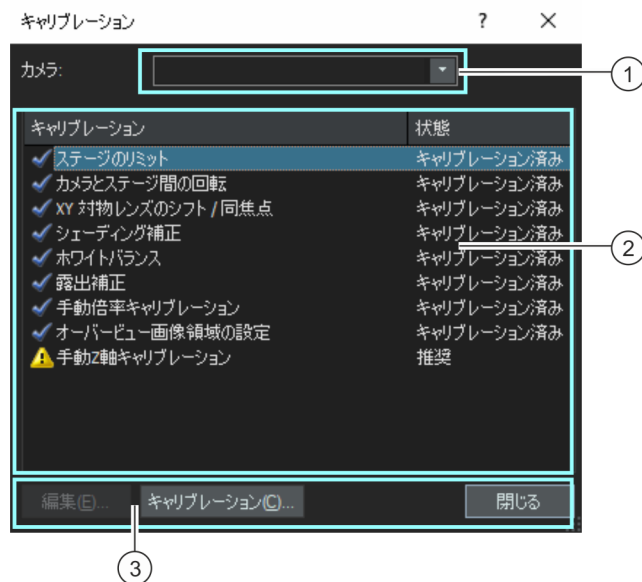 キャリブレーション ? ×
カメラ:
1
キャリブレーション 状態
ステージのリミット キャリブレーション済み
カメラとステージ間の回転 キャリブレーション済み
XY 対物レンズのシフト / 同焦点 キャリブレーション済み
シェーディング補正 キャリブレーション済み
2
ホワイトバランス キャリブレーション済み
露出補正 キャリブレーション済み
手動倍率キャリブレーション キャリブレーション済み
オーバービュー画像領域の設定 キャリブレーション済み
手動Z軸キャリブレーション 推奨
編集(E)... キャリブレーション(C)... 閉じる
3